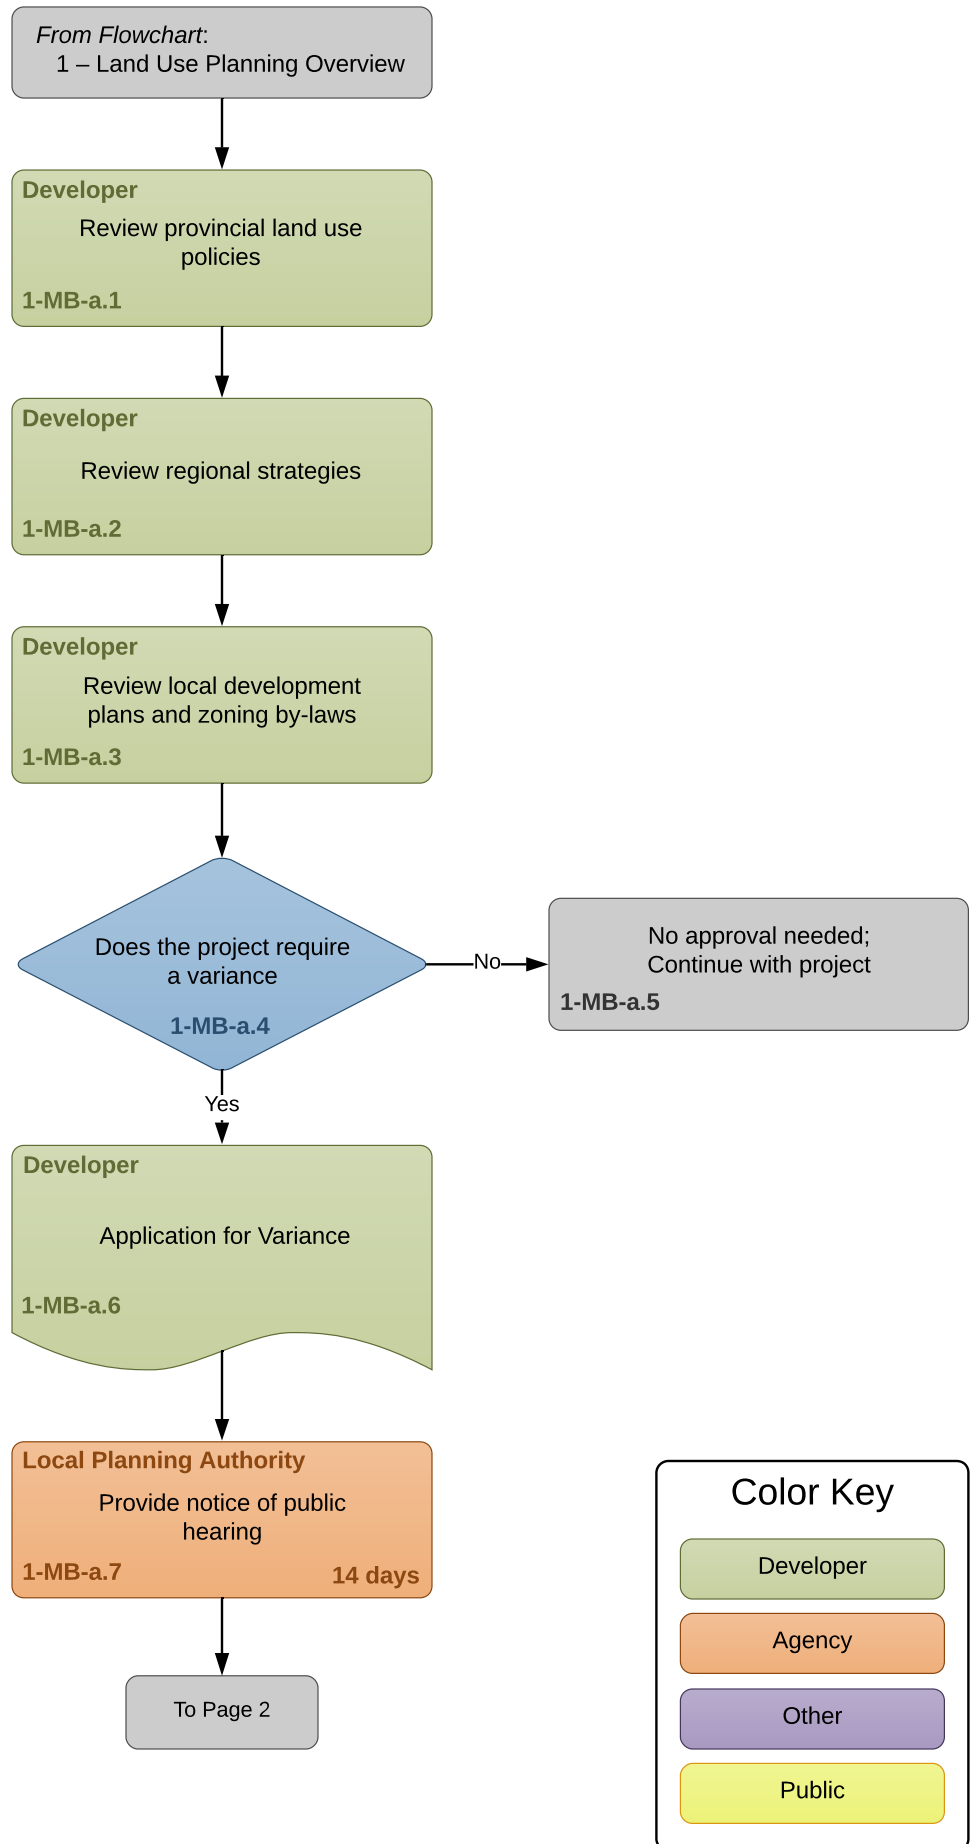 From Flowchart:
1 – Land Use Planning Overview
Developer
Review provincial land use
policies
1-MB-a.1
Developer
Review regional strategies
1-MB-a.2
Developer
Review local development
plans and zoning by-laws
1-MB-a.3
Does the project require
a variance
1-MB-a.4
No
No approval needed;
Continue with project
1-MB-a.5
Yes
Developer
Application for Variance
1-MB-a.6
Local Planning Authority
Provide notice of public
hearing
1-MB-a.7
14 days
To Page 2
Color Key
Developer
Agency
Other
Public